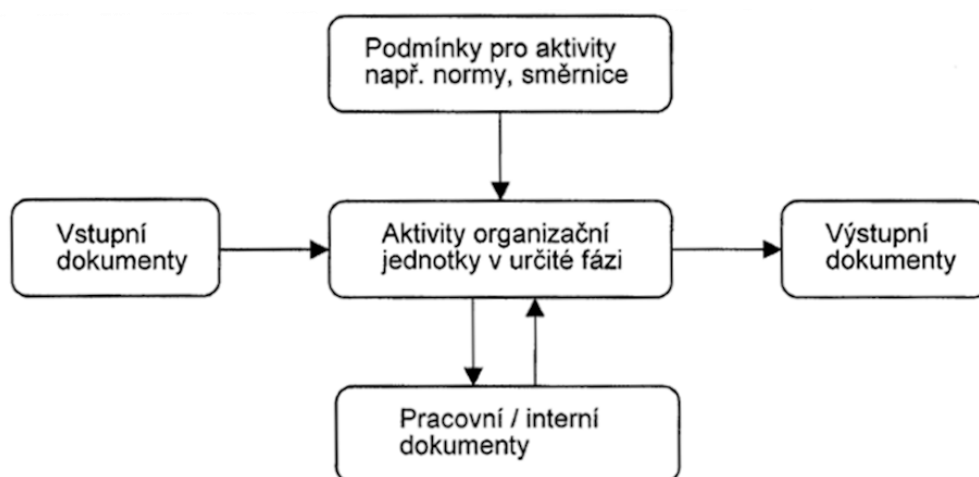 Podmínky pro aktivity
např. normy, směrnice
Vstupní
dokumenty
Aktivity organizační
jednotky v určité fázi
Výstupní
dokumenty
Pracovní / interní
dokumenty